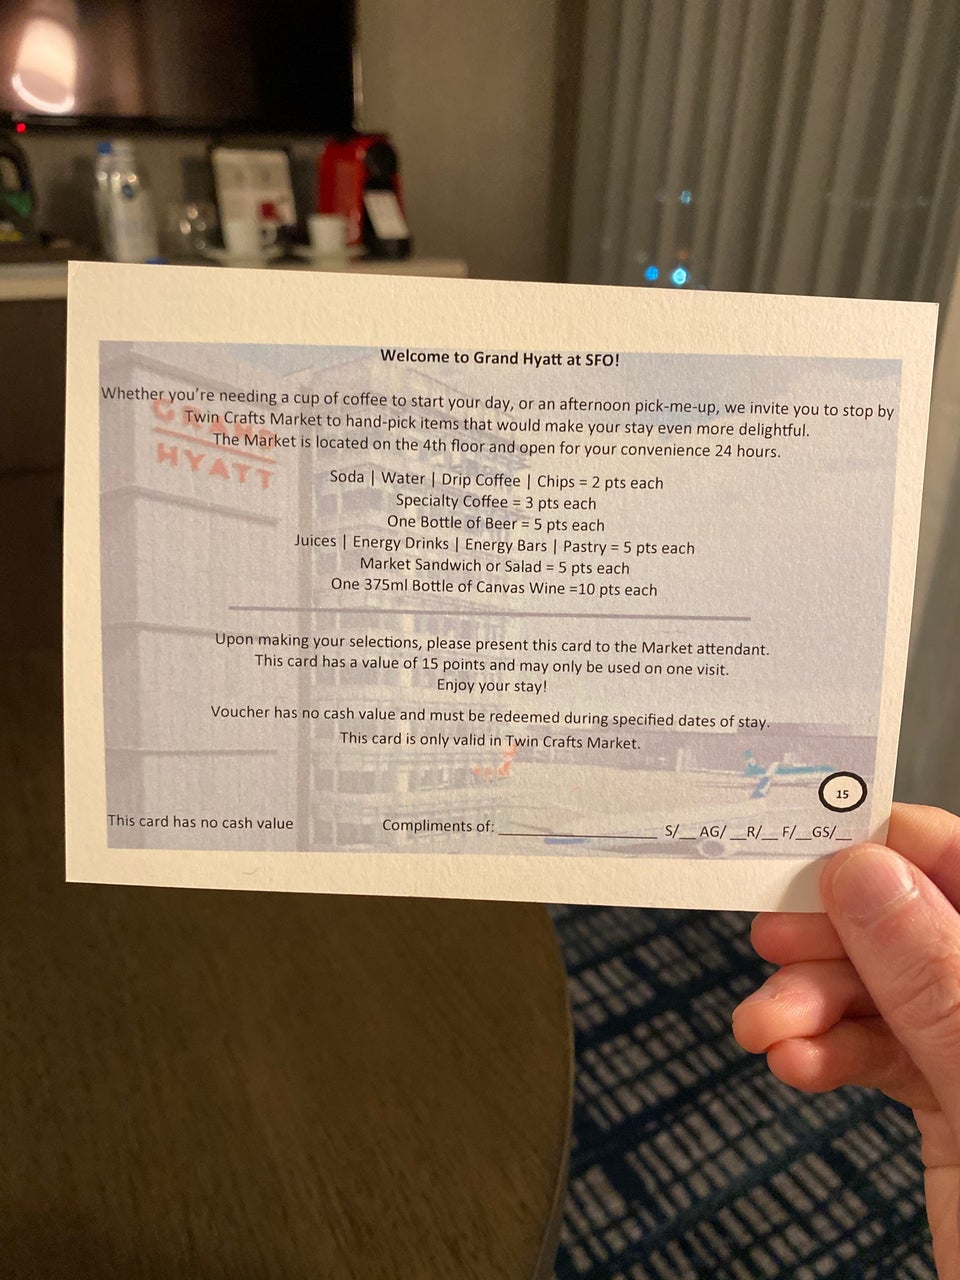 Welcome to Grand Hyatt at SFO!
Whether you're needing a cup of coffee to start your day, or an afternoon pick-me-up, we invite you to stop by
Twin Crafts Market to hand-pick items that would make your stay even more delightful.
The Market is located on the 4th floor and open for your convenience 24 hours.
GRAND
HYATT
Soda | Water | Drip Coffee | Chips = 2 pts each
Specialty Coffee = 3 pts each
One Bottle of Beer = 5 pts each
Juices | Energy Drinks | Energy Bars | Pastry = 5 pts each
Market Sandwich or Salad = 5 pts each
One 375ml Bottle of Canvas Wine =10 pts each
Upon making your selections, please present this card to the Market attendant.
This card has a value of 15 points and may only be used on one visit.
Enjoy your stay!
Voucher has no cash value and must be redeemed during specified dates of stay.
This card is only valid in Twin Crafts Market.
15
This card has no cash value Compliments of: ____________________ S/__ AG/ __R/__ F/__GS/__